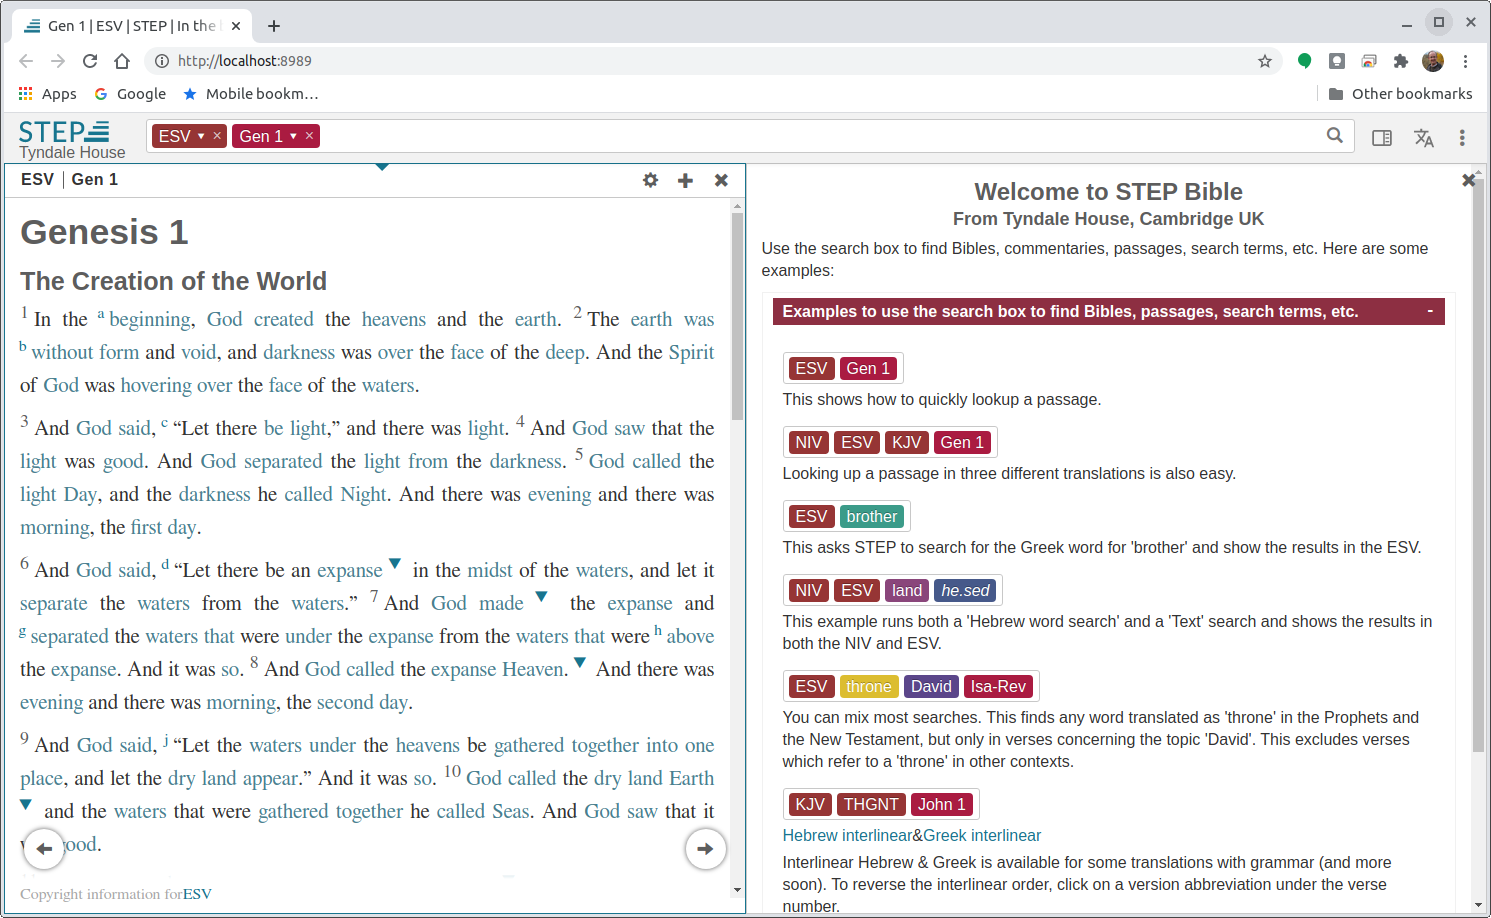 Gen 1 | ESV | STEP | In the
http://localhost:8989
Apps Google Mobile bookm… Other bookmarks
STEP
Tyndale House
ESV Gen 1
ESV | Gen 1
Genesis 1
The Creation of the World
1 In the a beginning, God created the heavens and the earth. 2 The earth was
b without form and void, and darkness was over the face of the deep. And the Spirit
of God was hovering over the face of the waters.
3 And God said, c “Let there be light,” and there was light. 4 And God saw that the
light was good. And God separated the light from the darkness. 5 God called the
light Day, and the darkness he called Night. And there was evening and there was
morning, the first day.
6 And God said, d “Let there be an expanse ▼ in the midst of the waters, and let it
separate the waters from the waters.” 7 And God made ▼ the expanse and
g separated the waters that were under the expanse from the waters that were h above
the expanse. And it was so. 8 And God called the expanse Heaven. ▼ And there was
evening and there was morning, the second day.
9 And God said, j “Let the waters under the heavens be gathered together into one
place, and let the dry land appear.” And it was so. 10 God called the dry land Earth
▼ and the waters that were gathered together he called Seas. And God saw that it
ood.
Copyright information forESV
Welcome to STEP Bible
From Tyndale House, Cambridge UK
Use the search box to find Bibles, commentaries, passages, search terms, etc. Here are some
examples:
Examples to use the search box to find Bibles, passages, search terms, etc. -
ESV Gen 1
This shows how to quickly lookup a passage.
NIV ESV KJV Gen 1
Looking up a passage in three different translations is also easy.
ESV brother
This asks STEP to search for the Greek word for 'brother' and show the results in the ESV.
NIV ESV land he.sed
This example runs both a 'Hebrew word search' and a 'Text' search and shows the results in
both the NIV and ESV.
ESV throne David Isa-Rev
You can mix most searches. This finds any word translated as 'throne' in the Prophets and
the New Testament, but only in verses concerning the topic 'David'. This excludes verses
which refer to a 'throne' in other contexts.
KJV THGNT John 1
Hebrew interlinear&Greek interlinear
Interlinear Hebrew & Greek is available for some translations with grammar (and more
soon). To reverse the interlinear order, click on a version abbreviation under the verse
number.